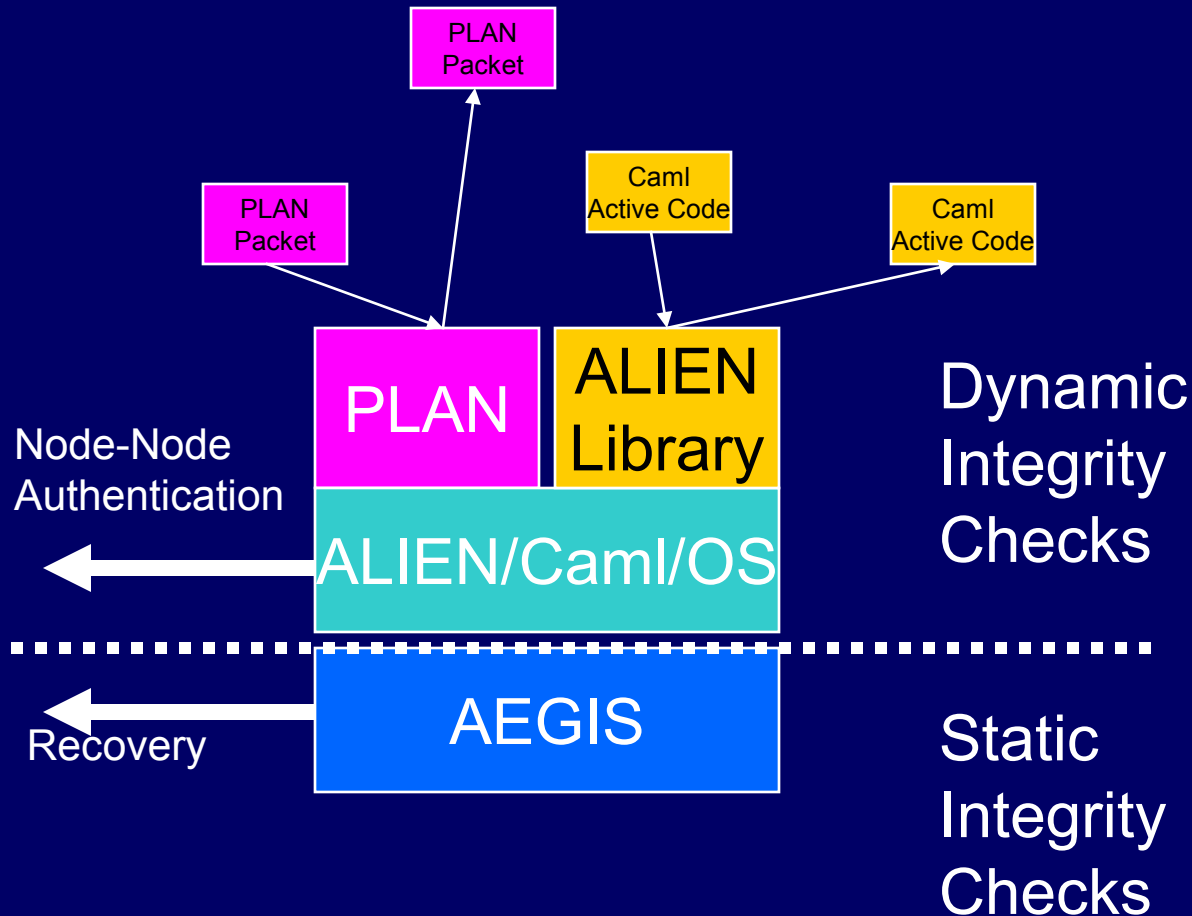 PLAN
Packet
PLAN
Packet
Caml
Active Code
Caml
Active Code
PLAN
ALIEN
Library
Dynamic
Integrity
Checks
Node-Node
Authentication
ALIEN/Caml/OS
AEGIS
Recovery
Static
Integrity
Checks